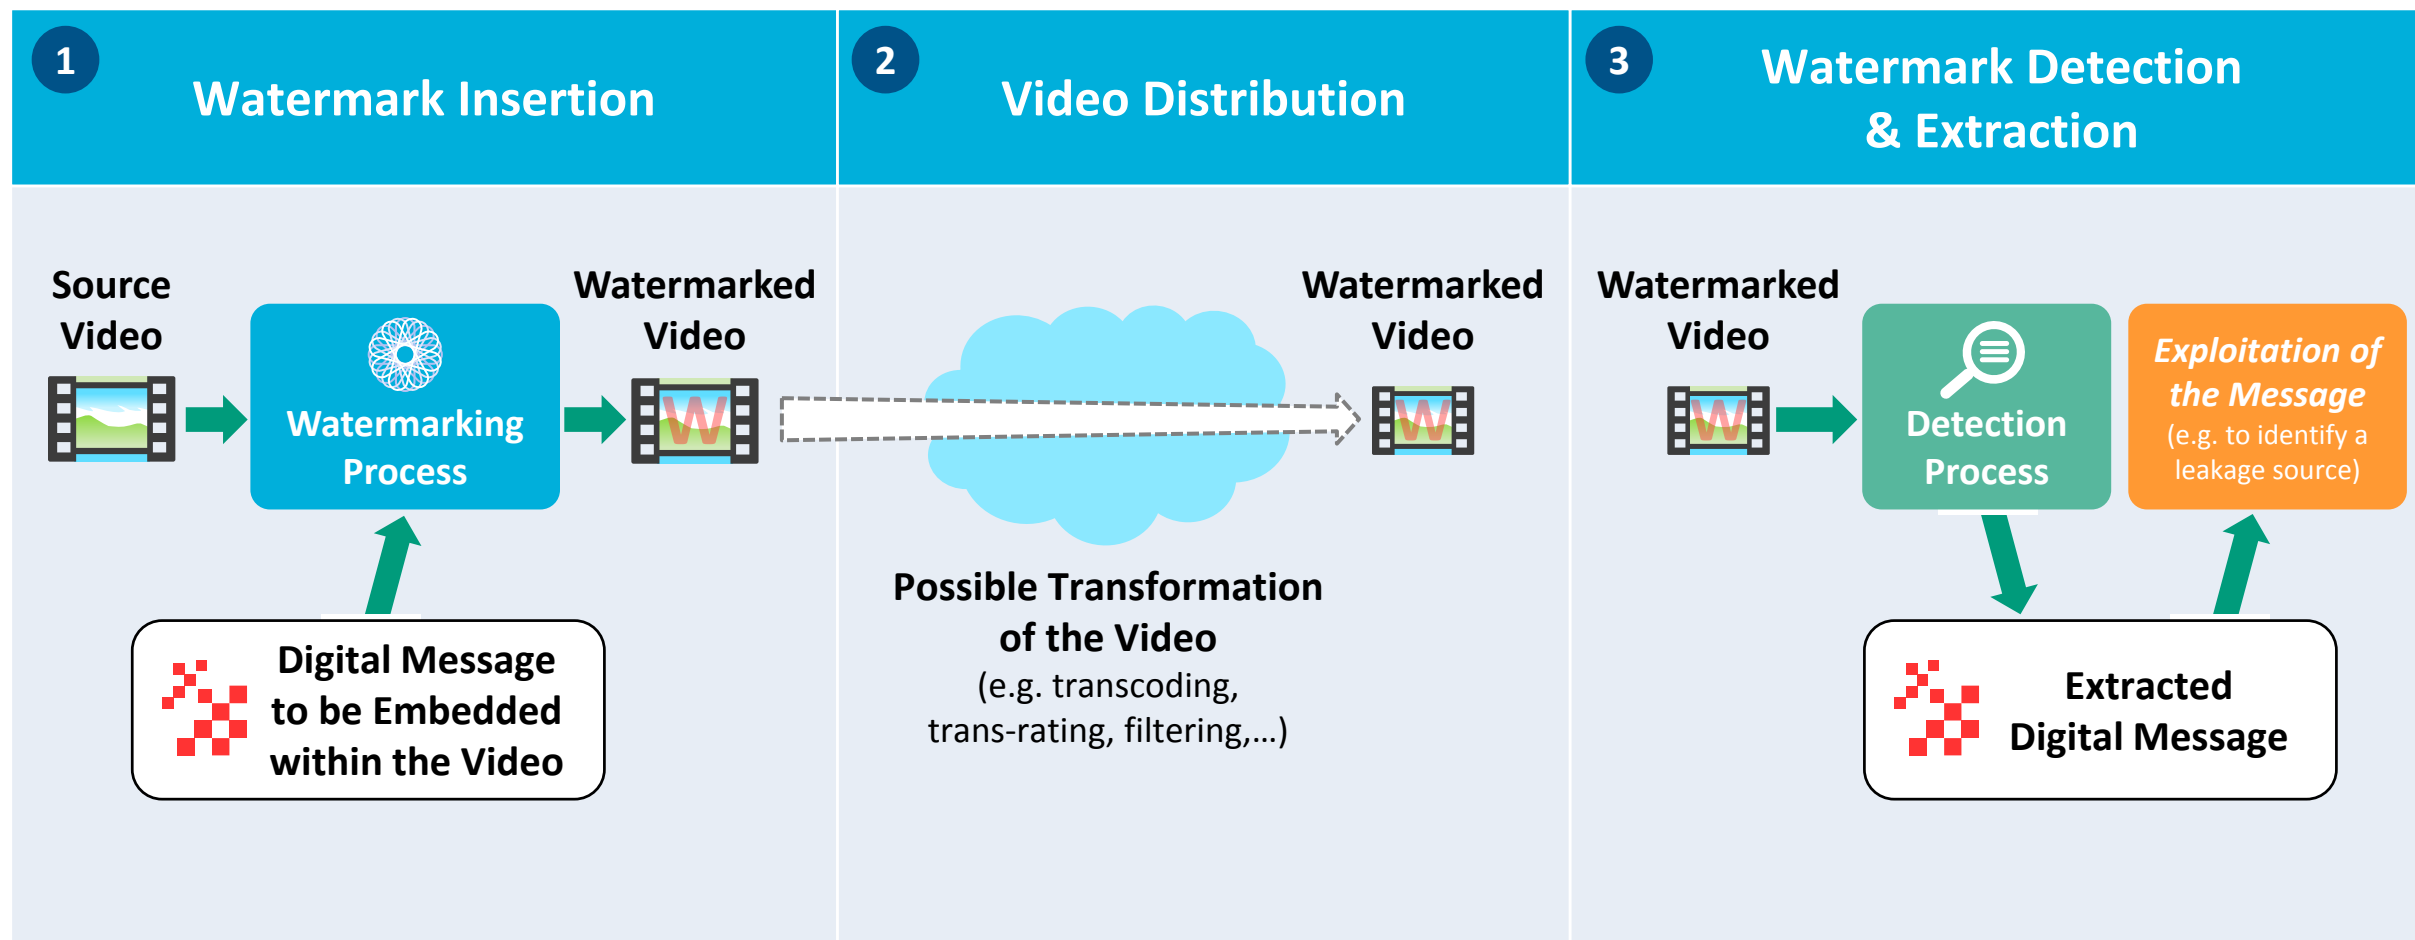 1
Watermark Insertion
2
Video Distribution
3
Watermark Detection
& Extraction
Source
Video
Watermarking
Process
Watermarked
Video
W
Digital Message
to be Embedded
within the Video
Watermarked
Video
W
Possible Transformation
of the Video
(e.g. transcoding,
trans-rating, filtering,...)
Watermarked
Video
W
Detection
Process
Exploitation of
the Message
(e.g. to identify a
leakage source)
Extracted
Digital Message